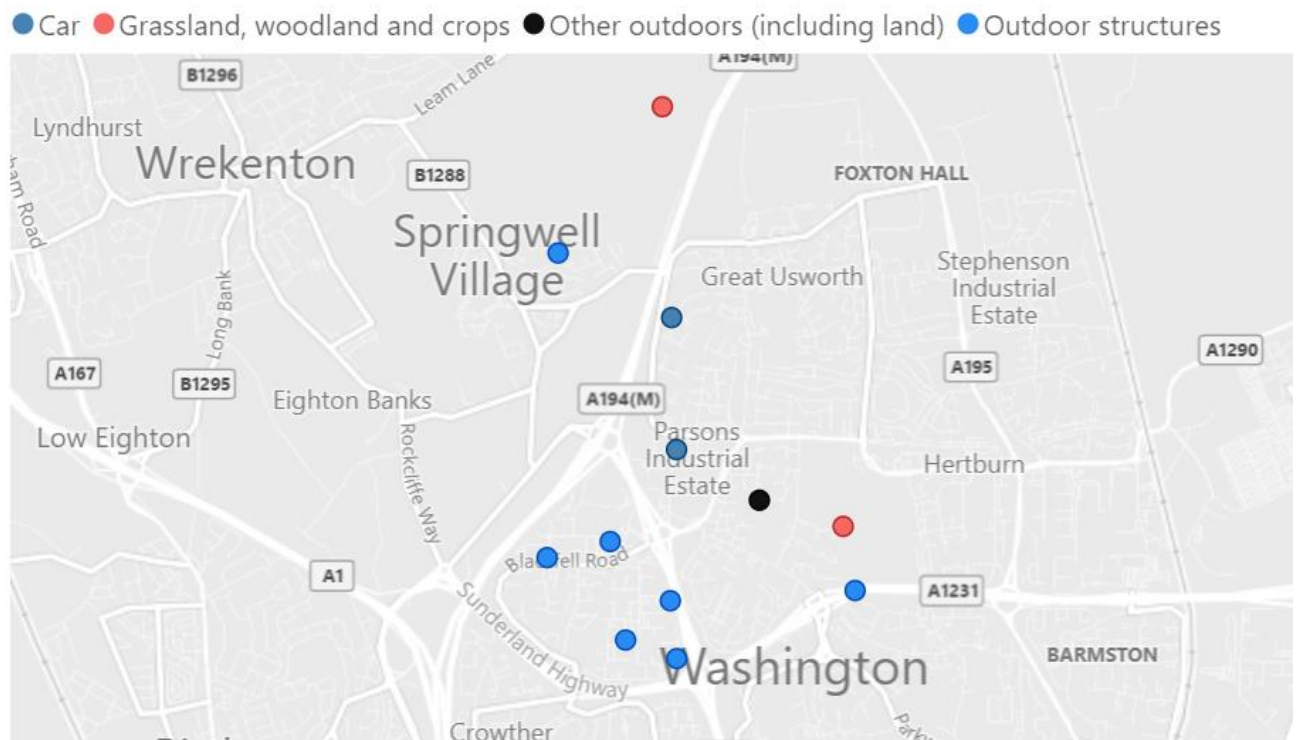 Car Grassland, woodland and crops Other outdoors (including land) Outdoor structures
A194(M)
B1296
Leam Lane
Lyndhurst
Wrekenton
B1288
FOXTON HALL
ham Road
Springwell
Village
Great Usworth
Stephenson
Industrial
Estate
Long Bank
A1290
A167
B1295
A195
Eighton Banks
A194(M)
Low Eighton
Parsons
Industrial
Estate
Hertburn
Rockcliffe Way
Blackfell Road
A1
A1231
Sunderland Highway
Washington
BARMSTON
Crowther